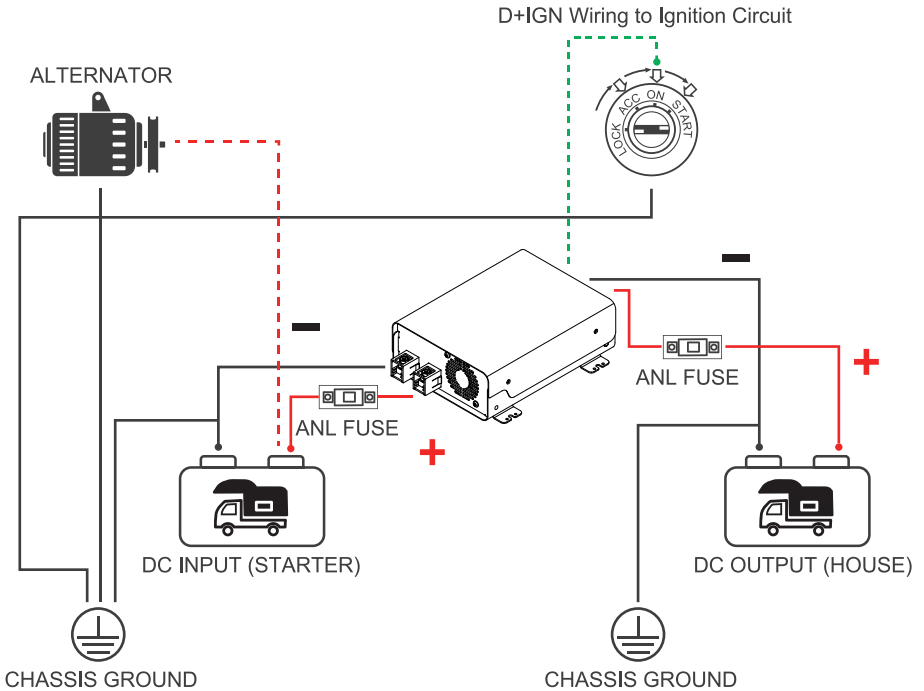 D+IGN Wiring to Ignition Circuit
ALTERNATOR
LOCK ACC ON START
ANL FUSE
ANL FUSE
DC INPUT (STARTER)
DC OUTPUT (HOUSE)
CHASSIS GROUND
CHASSIS GROUND